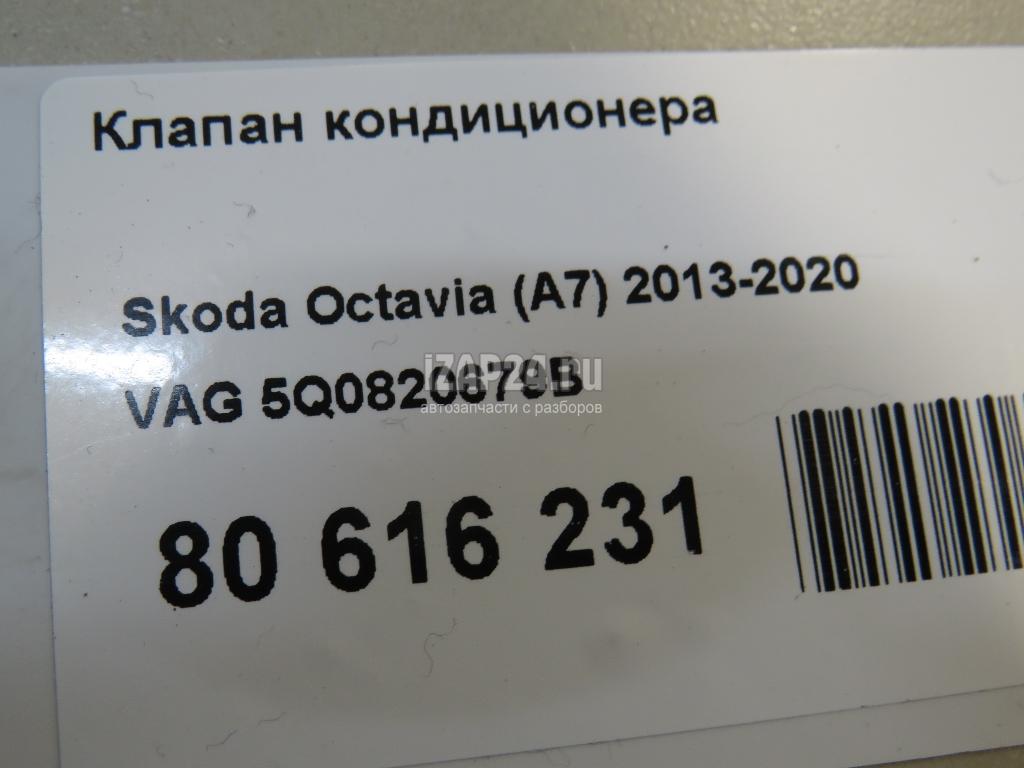 Клапан кондиционера
Skoda Octavia (A7) 2013-2020
VAG 5Q0820679B
iZAP24.ru
автозапчасти с разборов
80 616 231